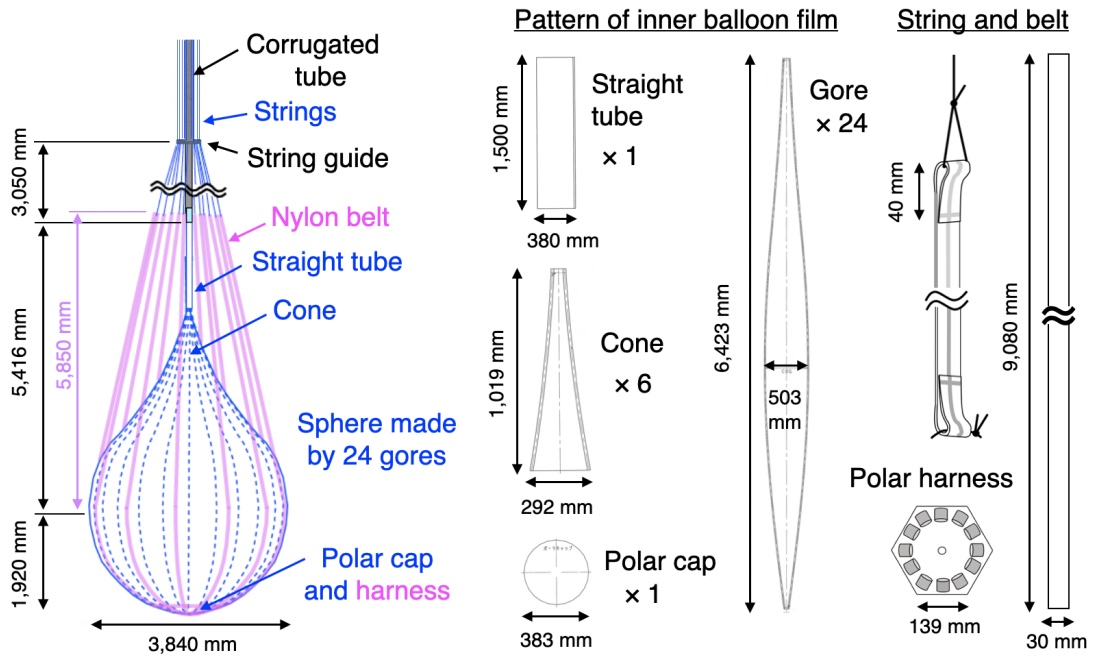 Corrugated
tube
Strings
String guide
3,050 mm
Nylon belt
Straight tube
Cone
5,850 mm
5,416 mm
Sphere made
by 24 gores
1,920 mm
Polar cap
and harness
3,840 mm
Pattern of inner balloon film
1,500 mm
Straight
tube
× 1
380 mm
1,019 mm
Cone
× 6
292 mm
Polar cap
× 1
383 mm
Gore
× 24
6,423 mm
503
mm
String and belt
40 mm
9,080 mm
Polar harness
139 mm
30 mm